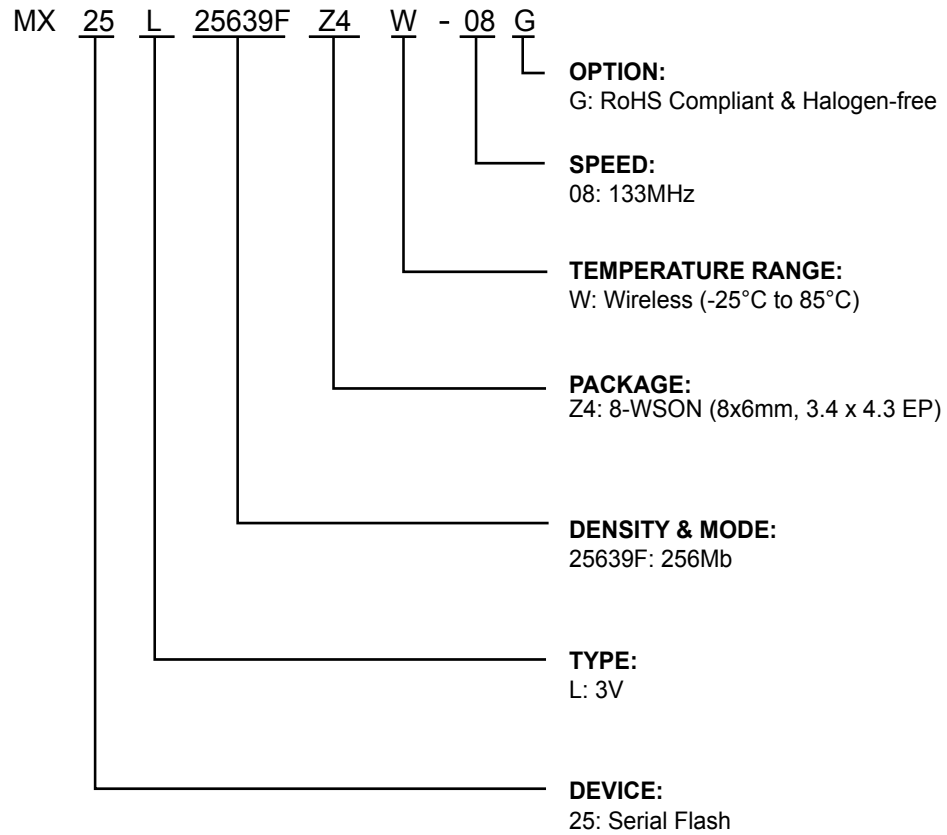 MX 25 L 25639F Z4 W - 08 G
OPTION:
G: RoHS Compliant & Halogen-free
SPEED:
08: 133MHz
TEMPERATURE RANGE:
W: Wireless (-25°C to 85°C)
PACKAGE:
Z4: 8-WSON (8x6mm, 3.4 x 4.3 EP)
DENSITY & MODE:
25639F: 256Mb
TYPE:
L: 3V
DEVICE:
25: Serial Flash